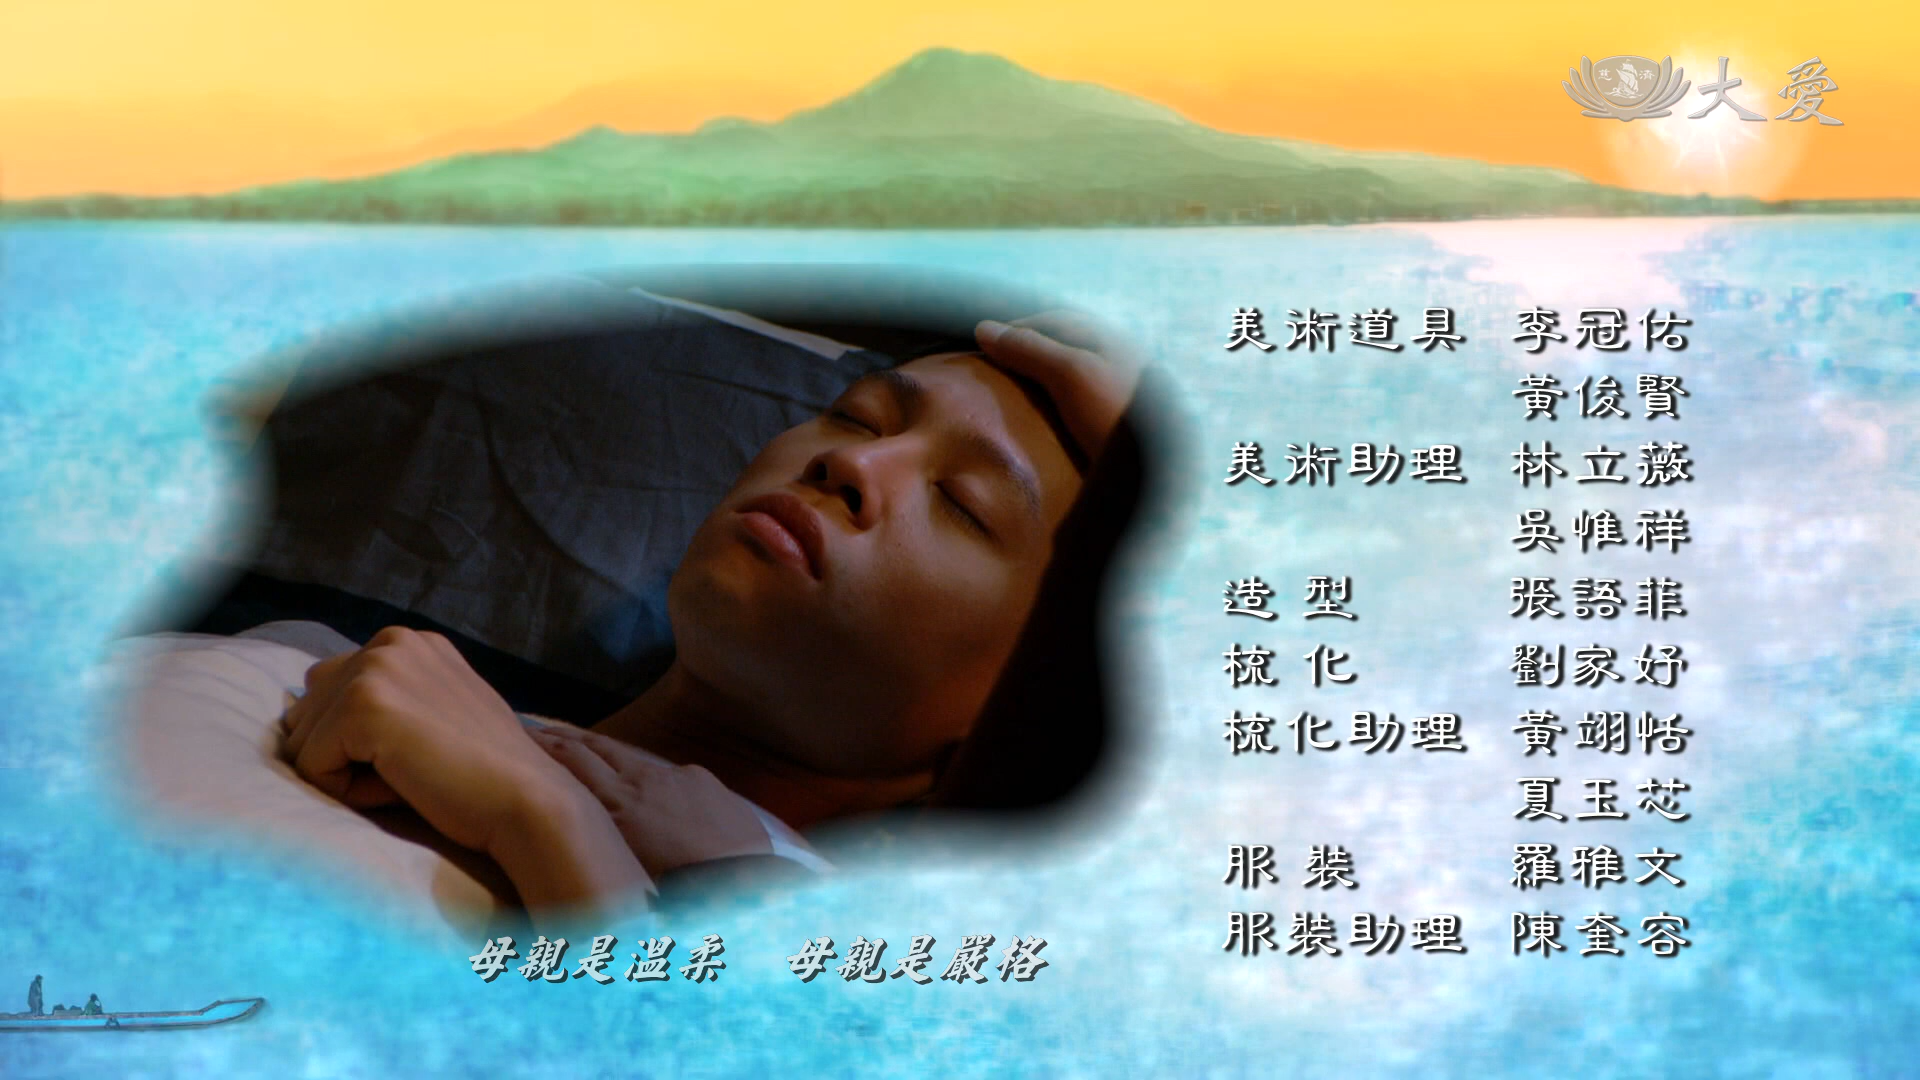 慈濟 大愛
美術道具 李冠佑
黃俊賢
美術助理 林立薇
吳惟祥
造型 張語菲
梳化 劉家妤
梳化助理 黃翊恬
夏玉芯
服裝 羅雅文
服裝助理 陳奎容
母親是溫柔 母親是嚴格